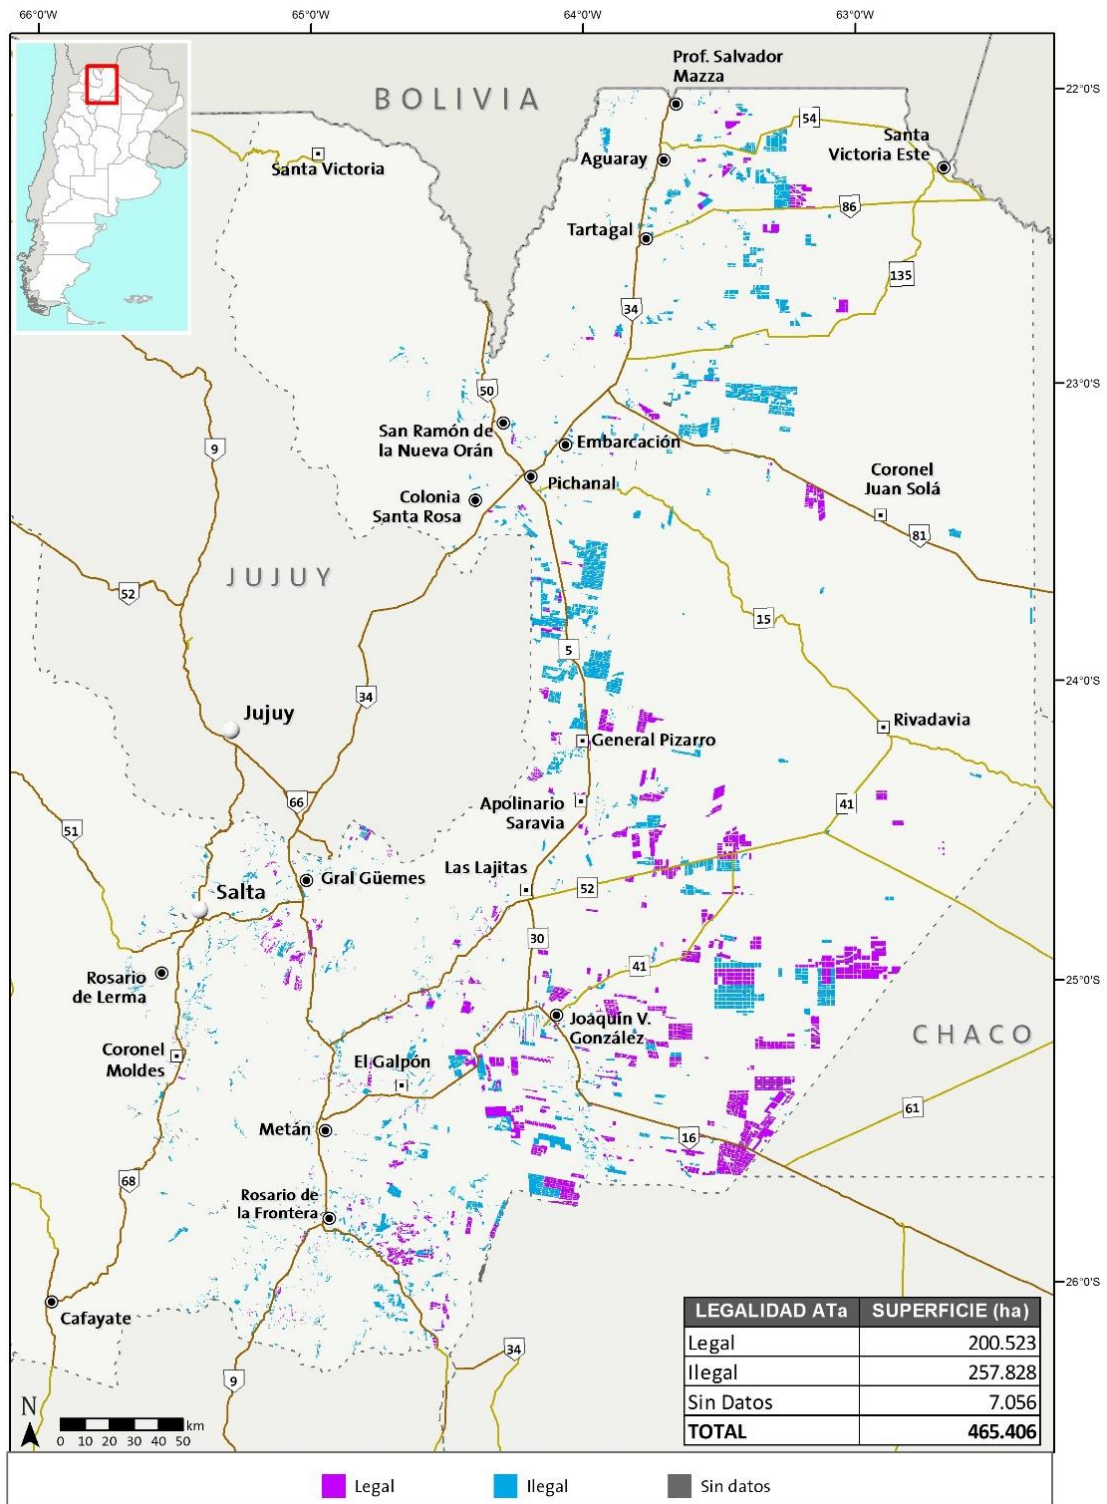 66°0'W 65°0'W 64°0'W 63°0'W
Prof. Salvador
Mazza
BOLIVIA
22°0'S
54
Santa
Victoria Este
Aguaray
Santa Victoria
86
Tartagal
135
34
23°0'S
50
San Ramón de
la Nueva Orán
Embarcación
9
Coronel
Juan Solá
Pichanal
Colonia
Santa Rosa
81
JUJUY
52
15
5
24°0'S
34
Jujuy
Rivadavia
General Pizarro
66
Apolinario
Saravia
41
51
Las Lajitas
Gral Güemes
52
Salta
30
41
Rosario
de Lerma
25°0'S
Joaquín V.
González
CHACO
Coronel
Moldes
El Galpón
61
Metán
16
68
Rosario de
la Frontera
26°0'S
Cafayate
34
9
LEGALIDAD ATa SUPERFICIE (ha)
Legal 200.523
Ilegal 257.828
Sin Datos 7.056
TOTAL 465.406
N
km
0 10 20 30 40 50
Legal Ilegal Sin datos